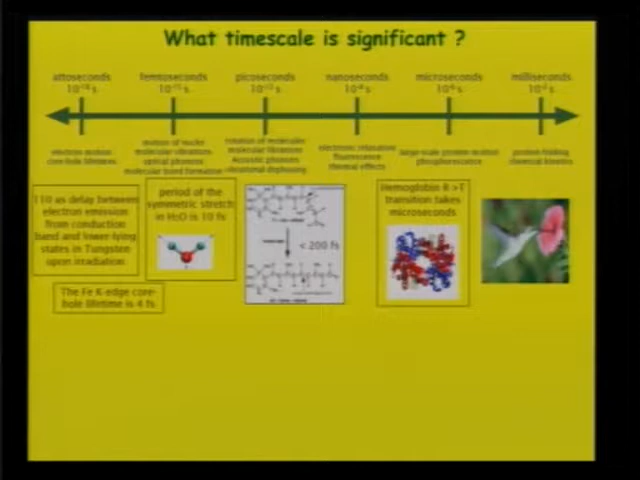 What timescale is significant ?
attoseconds femtoseconds picoseconds nanoseconds microseconds milliseconds
10⁻¹⁸ s 10⁻¹⁵ s 10⁻¹² s 10⁻⁹ s 10⁻⁶ s 10⁻³ s
electron motion
core-hole lifetimes
motion of nuclei
molecular vibrations
optical phonons
molecular bond formation
rotation of molecules
molecular librations
Acoustic phonons
vibrational dephasing
electronic relaxation
fluorescence
thermal effects
large scale protein motion
phosphorescence
protein folding
chemical kinetics
110 as delay between
electron emission
from conduction
band and lower-lying
states in Tungsten
upon irradiation
period of the
symmetric stretch
in H₂O is 10 fs
< 200 fs
Hemoglobin R->T
transition takes
microseconds
The Fe K-edge core-
hole lifetime is 4 fs